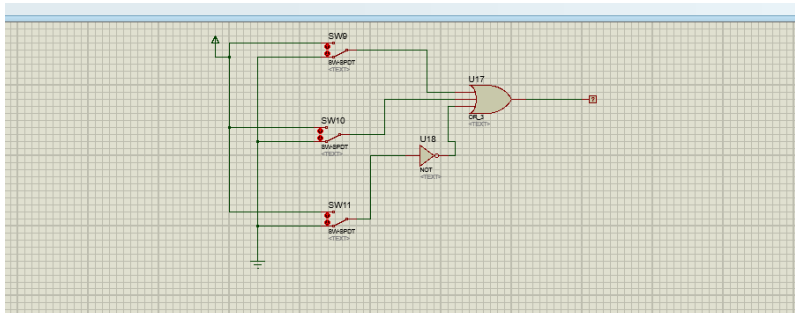 SW9
SW-SPDT
<TEXT>
U17
OR_3
<TEXT>
SW10
SW-SPDT
<TEXT>
U18
NOT
<TEXT>
SW11
SW-SPDT
<TEXT>
?